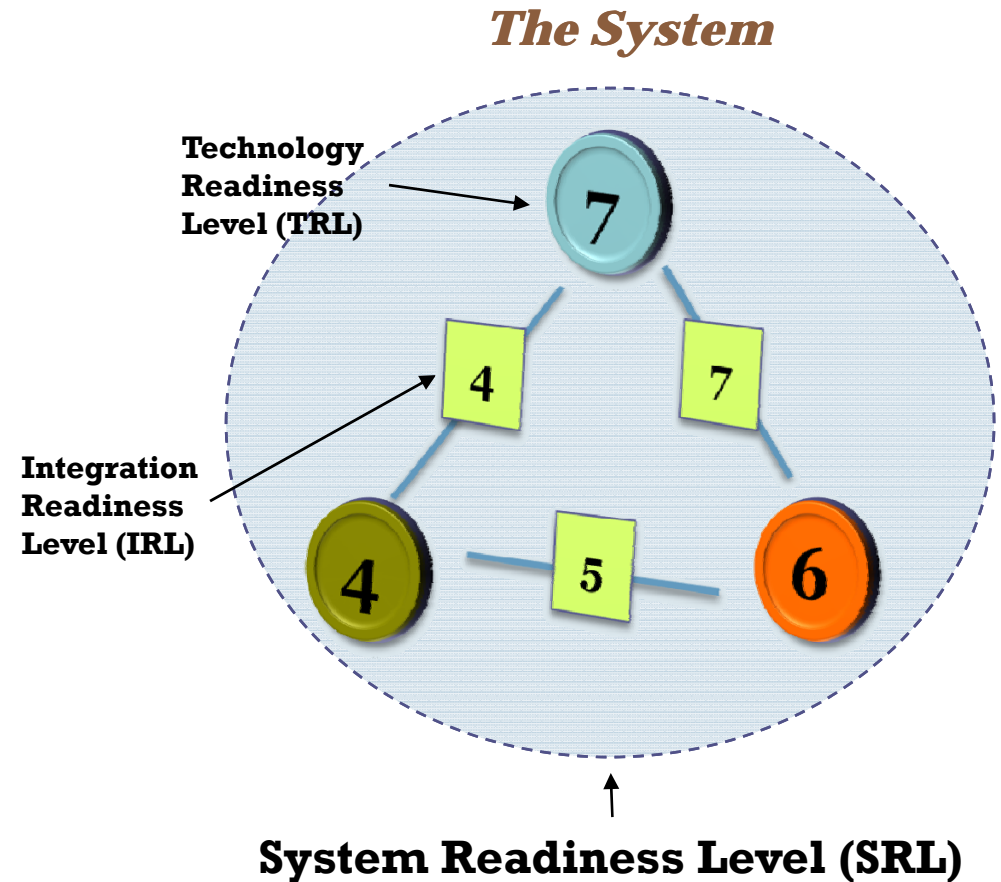 The System
Technology
Readiness
Level (TRL)
7
4
7
Integration
Readiness
Level (IRL)
4
5
6
System Readiness Level (SRL)